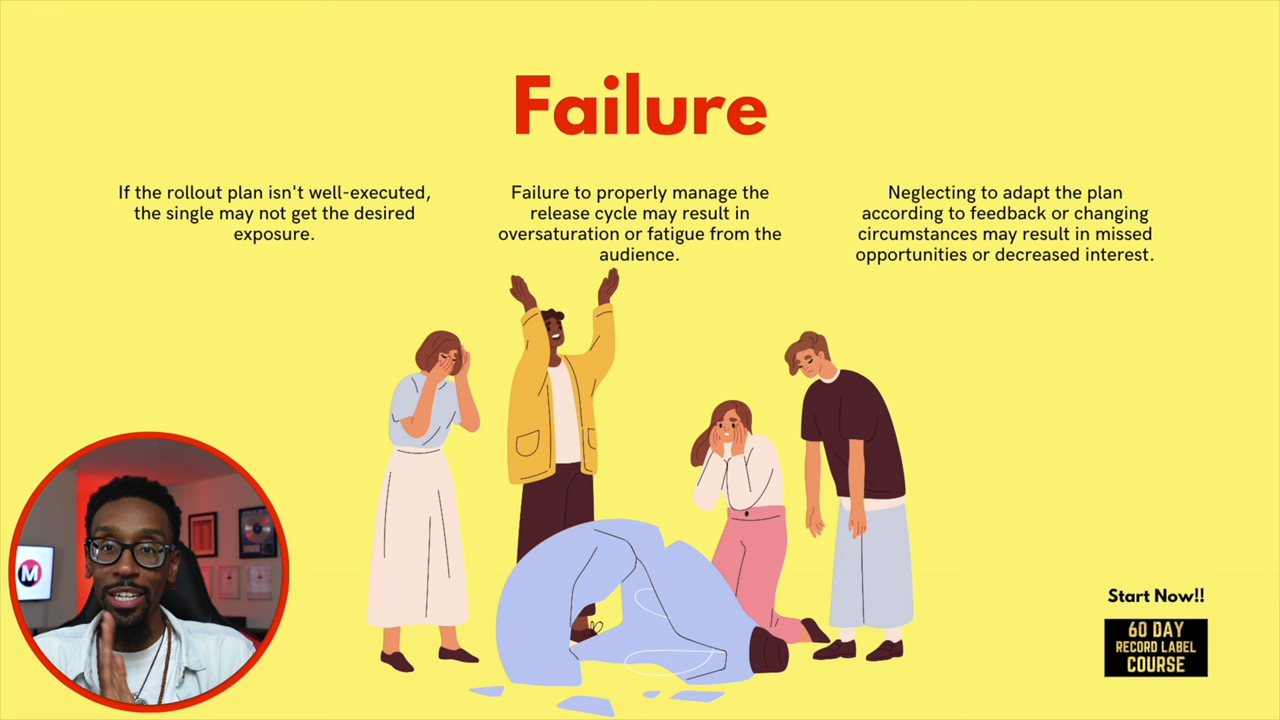 Failure
If the rollout plan isn't well-executed,
the single may not get the desired
exposure.
Failure to properly manage the
release cycle may result in
oversaturation or fatigue from the
audience.
Neglecting to adapt the plan
according to feedback or changing
circumstances may result in missed
opportunities or decreased interest.
M
Start Now!!
60 DAY
RECORD LABEL
COURSE